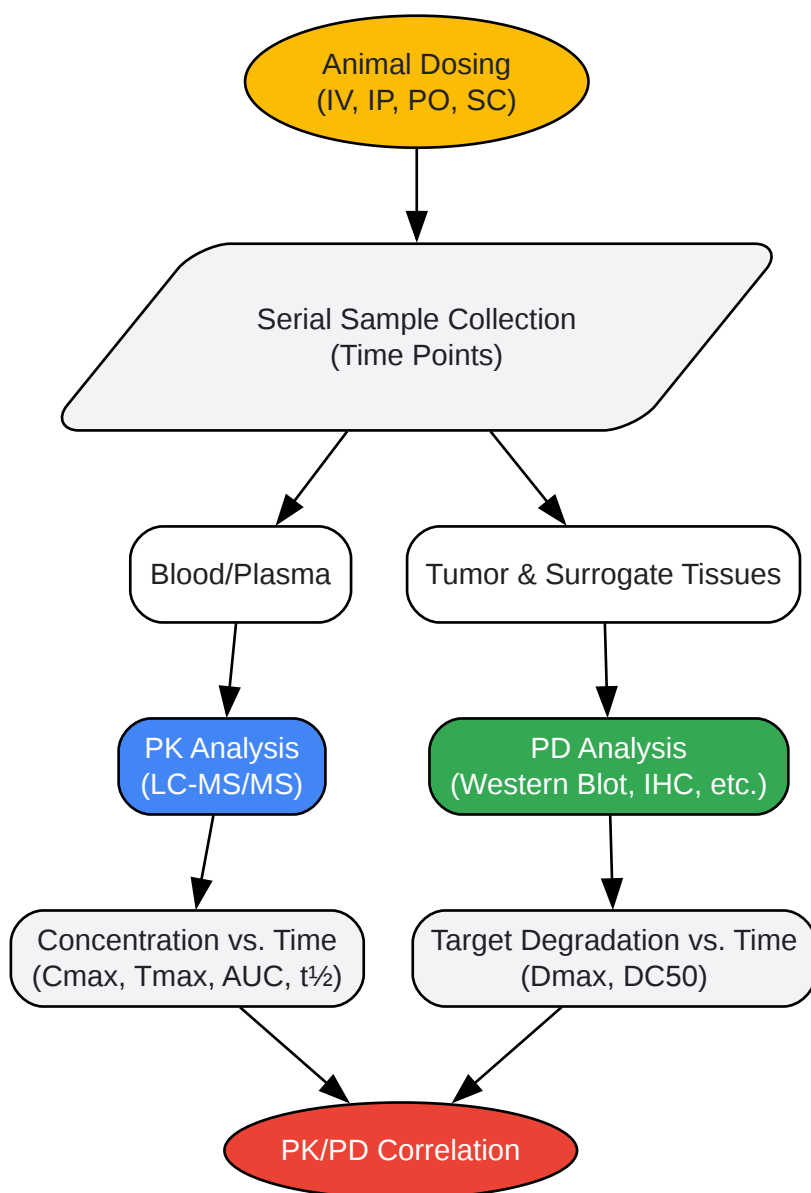 Animal Dosing
(IV, IP, PO, SC)
Serial Sample Collection
(Time Points)
Blood/Plasma
Tumor & Surrogate Tissues
PK Analysis
(LC-MS/MS)
PD Analysis
(Western Blot, IHC, etc.)
Concentration vs. Time
(Cmax, Tmax, AUC, t½)
Target Degradation vs. Time
(Dmax, DC50)
PK/PD Correlation